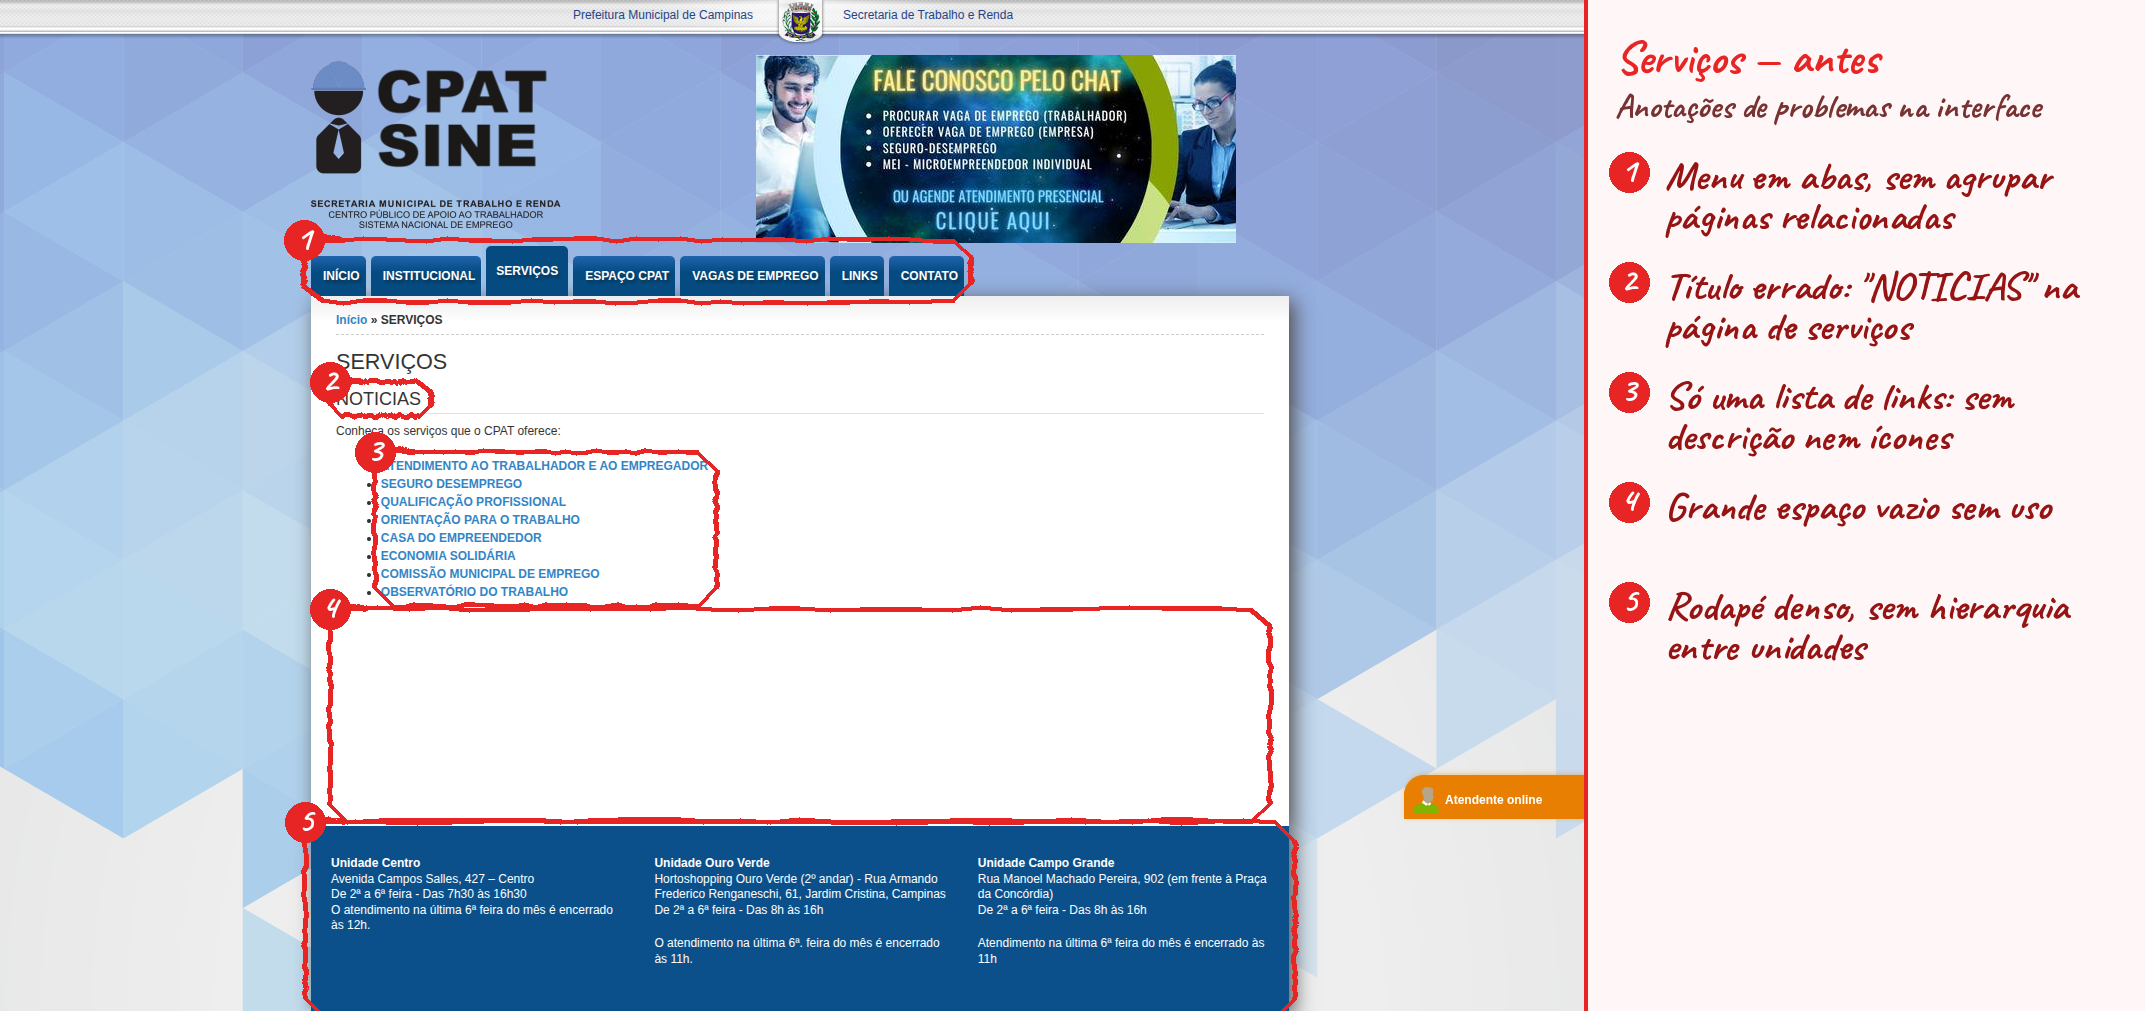 Prefeitura Municipal de Campinas
Secretaria de Trabalho e Renda
CPAT
SINE
SECRETARIA MUNICIPAL DE TRABALHO E RENDA
CENTRO PÚBLICO DE APOIO AO TRABALHADOR
SISTEMA NACIONAL DE EMPREGO
FALE CONOSCO PELO CHAT
• PROCURAR VAGA DE EMPREGO (TRABALHADOR)
• OFERECER VAGA DE EMPREGO (EMPRESA)
• SEGURO-DESEMPREGO
• MEI - MICROEMPREENDEDOR INDIVIDUAL
OU AGENDE ATENDIMENTO PRESENCIAL
CLIQUE AQUI
1
INÍCIO
INSTITUCIONAL
SERVIÇOS
ESPAÇO CPAT
VAGAS DE EMPREGO
LINKS
CONTATO
Início » SERVIÇOS
SERVIÇOS
2
NOTICIAS
Conheça os serviços que o CPAT oferece:
3
ATENDIMENTO AO TRABALHADOR E AO EMPREGADOR
• SEGURO DESEMPREGO
• QUALIFICAÇÃO PROFISSIONAL
• ORIENTAÇÃO PARA O TRABALHO
• CASA DO EMPREENDEDOR
• ECONOMIA SOLIDÁRIA
• COMISSÃO MUNICIPAL DE EMPREGO
• OBSERVATÓRIO DO TRABALHO
4
Atendente online
5
Unidade Centro
Avenida Campos Salles, 427 – Centro
De 2ª a 6ª feira - Das 7h30 às 16h30
O atendimento na última 6ª feira do mês é encerrado
às 12h.
Unidade Ouro Verde
Hortoshopping Ouro Verde (2º andar) - Rua Armando
Frederico Renganeschi, 61, Jardim Cristina, Campinas
De 2ª a 6ª feira - Das 8h às 16h
O atendimento na última 6ª. feira do mês é encerrado
às 11h.
Unidade Campo Grande
Rua Manoel Machado Pereira, 902 (em frente à Praça
da Concórdia)
De 2ª a 6ª feira - Das 8h às 16h
Atendimento na última 6ª feira do mês é encerrado às
11h
Serviços — antes
Anotações de problemas na interface
1 Menu em abas, sem agrupar
páginas relacionadas
2 Título errado: "NOTICIAS" na
página de serviços
3 Só uma lista de links: sem
descrição nem ícones
4 Grande espaço vazio sem uso
5 Rodapé denso, sem hierarquia
entre unidades